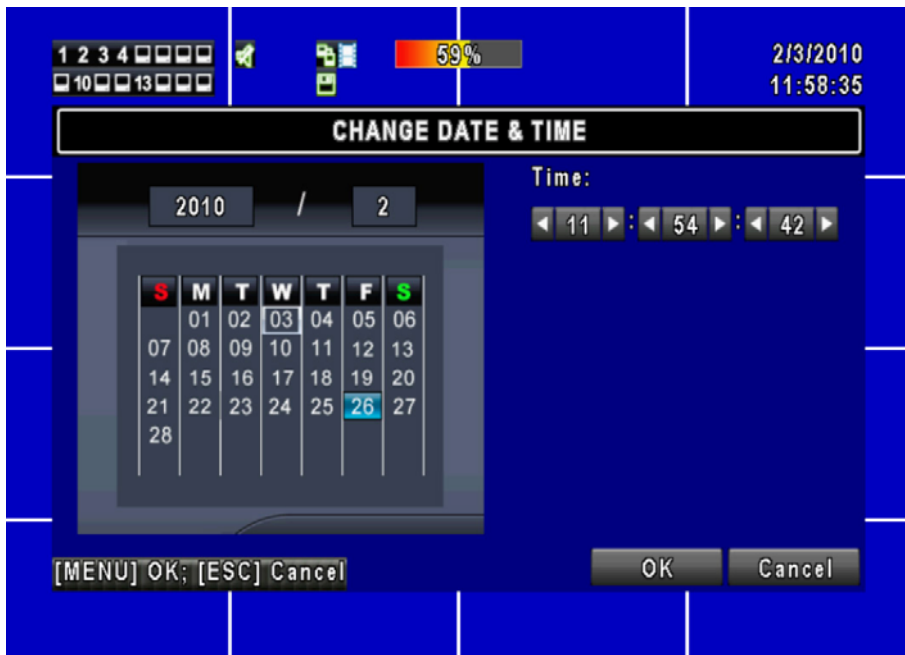 1 2 3 4
59%
2/3/2010
10 13
11:58:35
CHANGE DATE & TIME
Time:
2010 / 2
11 : 54 : 42
S M T W T F S
01 02 03 04 05 06
07 08 09 10 11 12 13
14 15 16 17 18 19 20
21 22 23 24 25 26 27
28
[MENU] OK; [ESC] Cancel
OK
Cancel